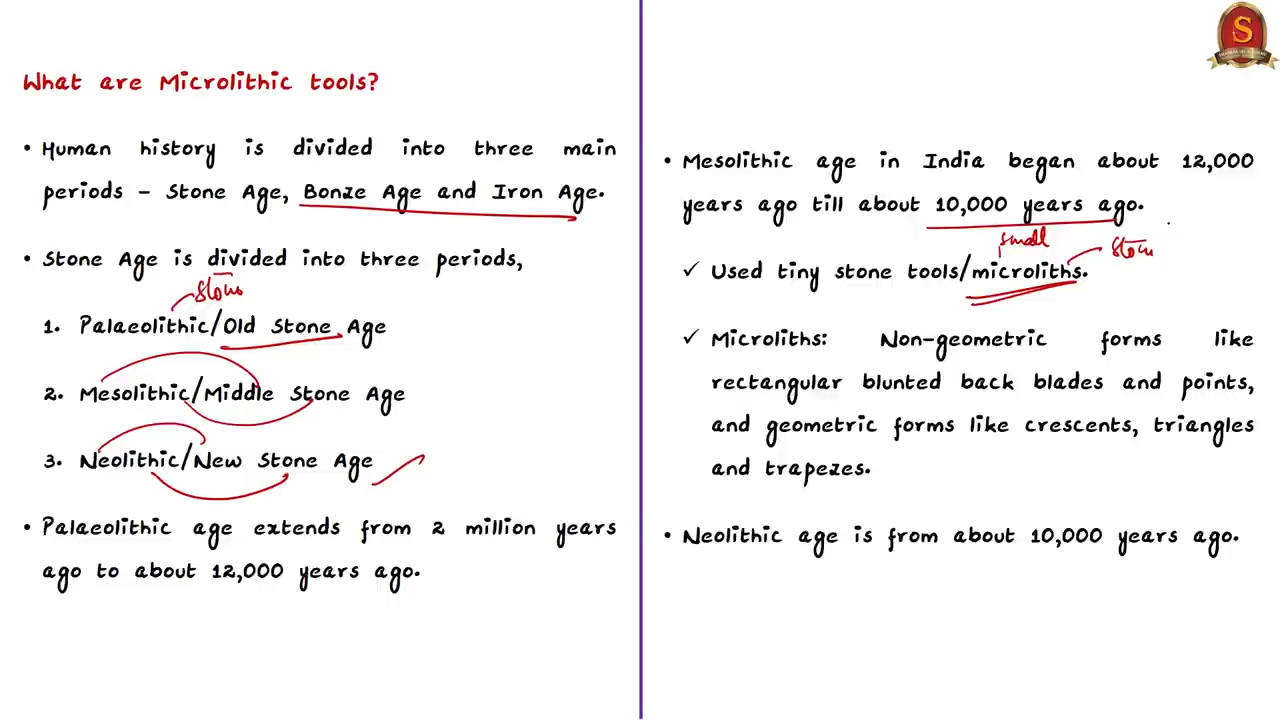 What are Microlithic tools?
• Human history is divided into three main
periods – Stone Age, Bonze Age and Iron Age.
• Stone Age is divided into three periods,
Stone
1. Palaeolithic/Old Stone Age
2. Mesolithic/Middle Stone Age
3. Neolithic/New Stone Age
• Palaeolithic age extends from 2 million years
ago to about 12,000 years ago.
S
• Mesolithic age in India began about 12,000
years ago till about 10,000 years ago.
small
✓ Used tiny stone tools/microliths.
✓ Microliths: Non-geometric forms like
rectangular blunted back blades and points,
and geometric forms like crescents, triangles
and trapezes.
• Neolithic age is from about 10,000 years ago.